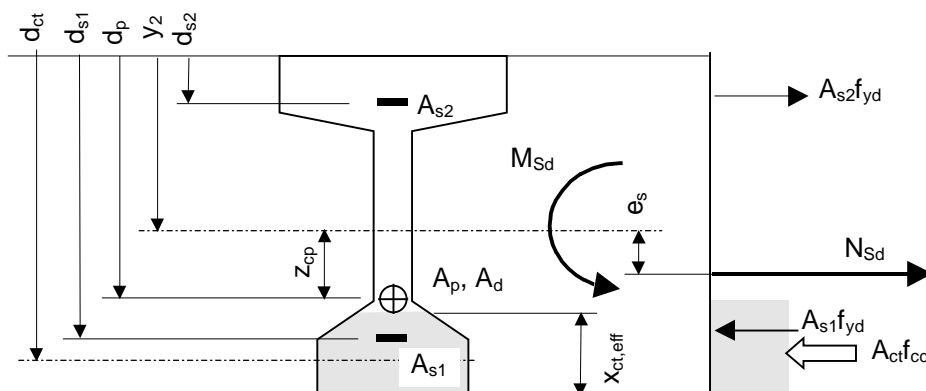 d_ct
d_s1
d_p
y_2
d_s2
A_s2
A_s2f_yd
M_Sd
e_s
N_Sd
z_cp
A_p, A_d
A_s1f_yd
A_s1
x_ct,eff
A_ctf_cd